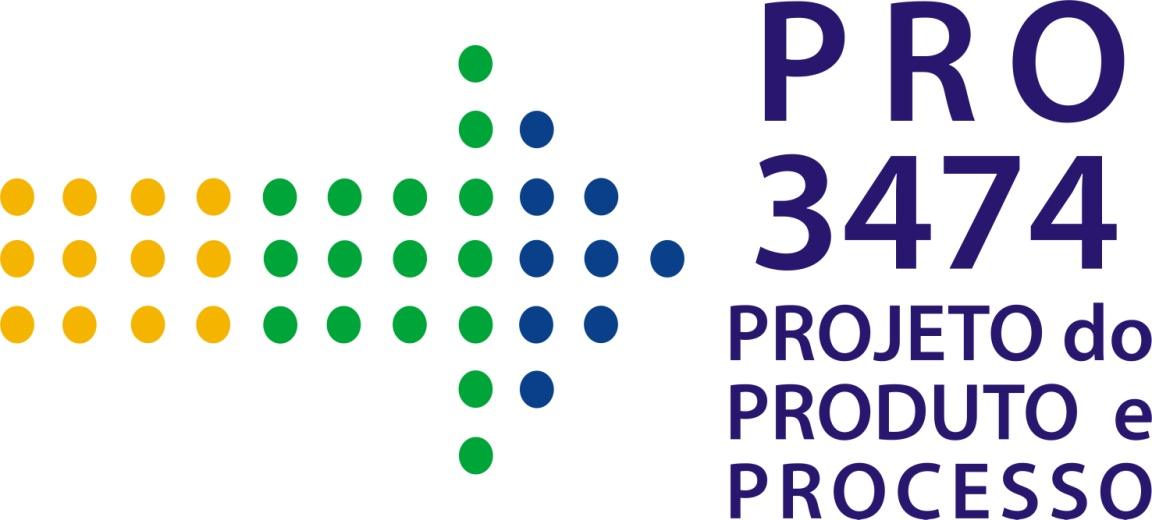 PRO
3474
PROJETO do
PRODUTO e
PROCESSO